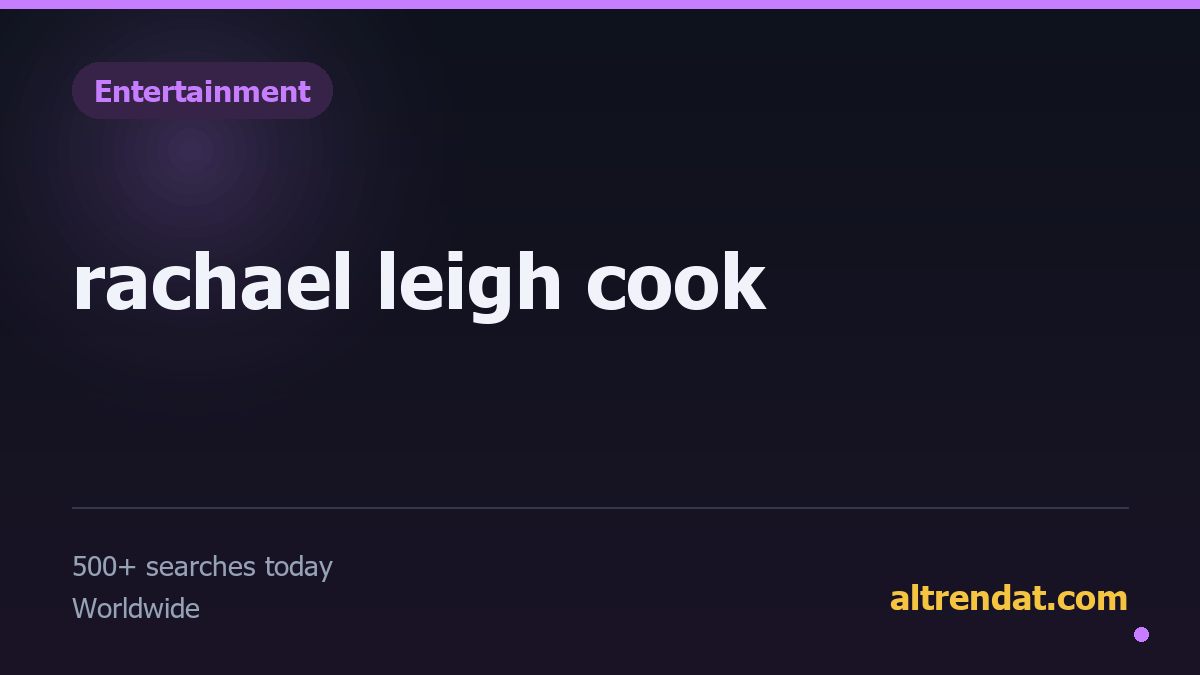 Entertainment
rachael leigh cook
500+ searches today
Worldwide
altrendat.com